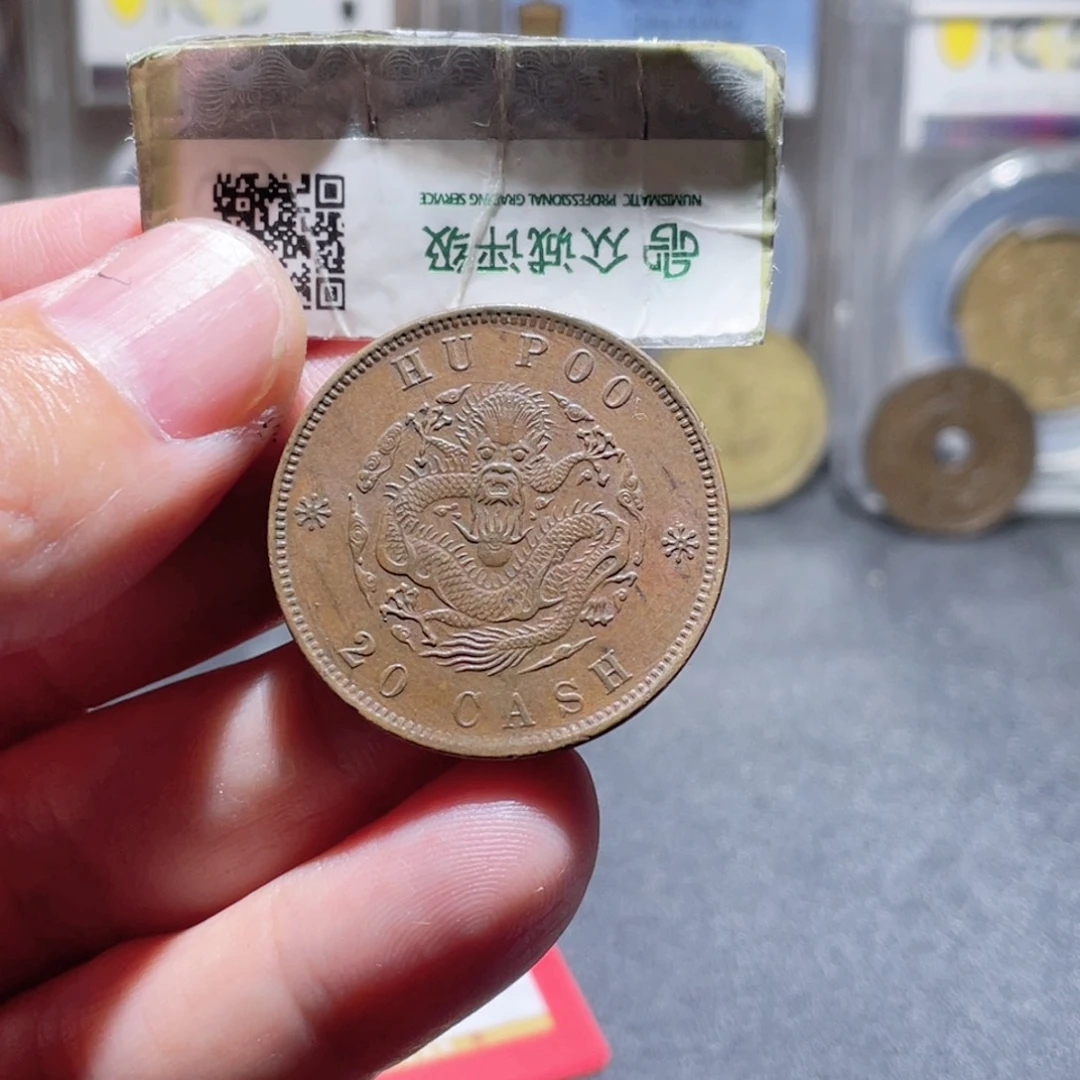 众诚评级
NUMISMATIC PROFESSIONAL GRADING SERVICE
HU POO
20 CASH